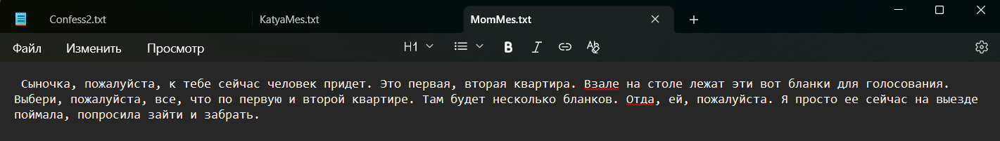 Confess2.txt KatyaMes.txt MomMes.txt
Файл Изменить Просмотр H1 B I
Сыночка, пожалуйста, к тебе сейчас человек придет. Это первая, вторая квартира. Взале на столе лежат эти вот бланки для голосования.
Выбери, пожалуйста, все, что по первую и второй квартире. Там будет несколько бланков. Отда, ей, пожалуйста. Я просто ее сейчас на выезде
поймала, попросила зайти и забрать.